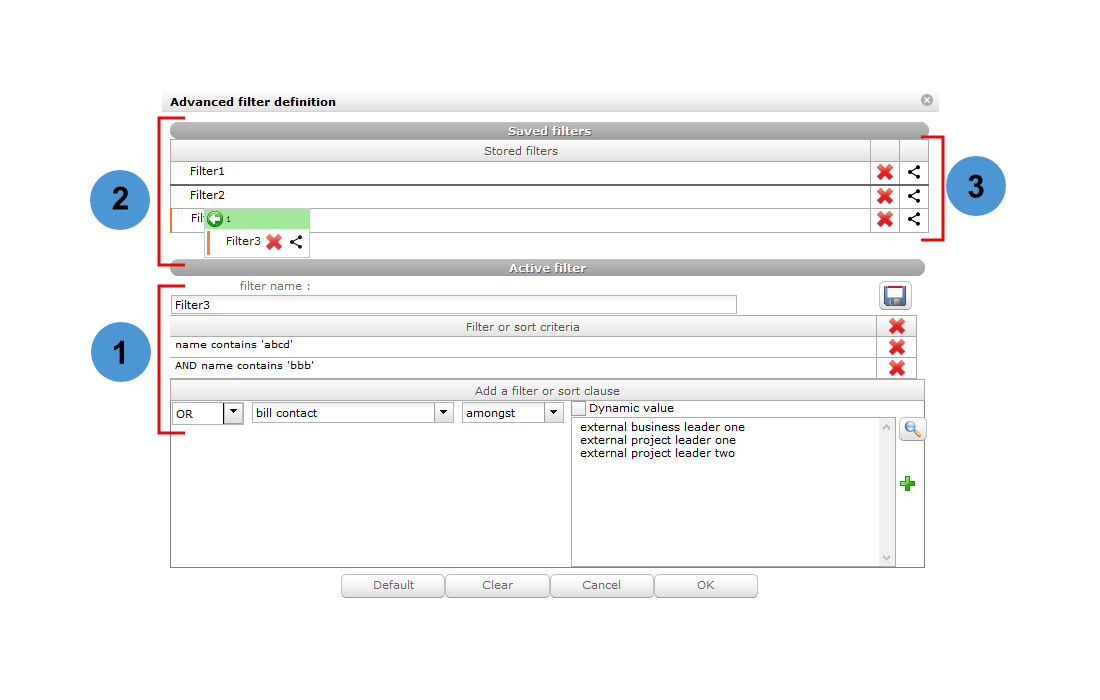 Advanced filter definition
Saved filters
Stored filters
Filter1
Filter2
Fil
1
Filter3
2
3
Active filter
filter name :
Filter3
Filter or sort criteria
name contains 'abcd'
AND name contains 'bbb'
1
Add a filter or sort clause
OR bill contact amongst Dynamic value
external business leader one
external project leader one
external project leader two
Default Clear Cancel OK